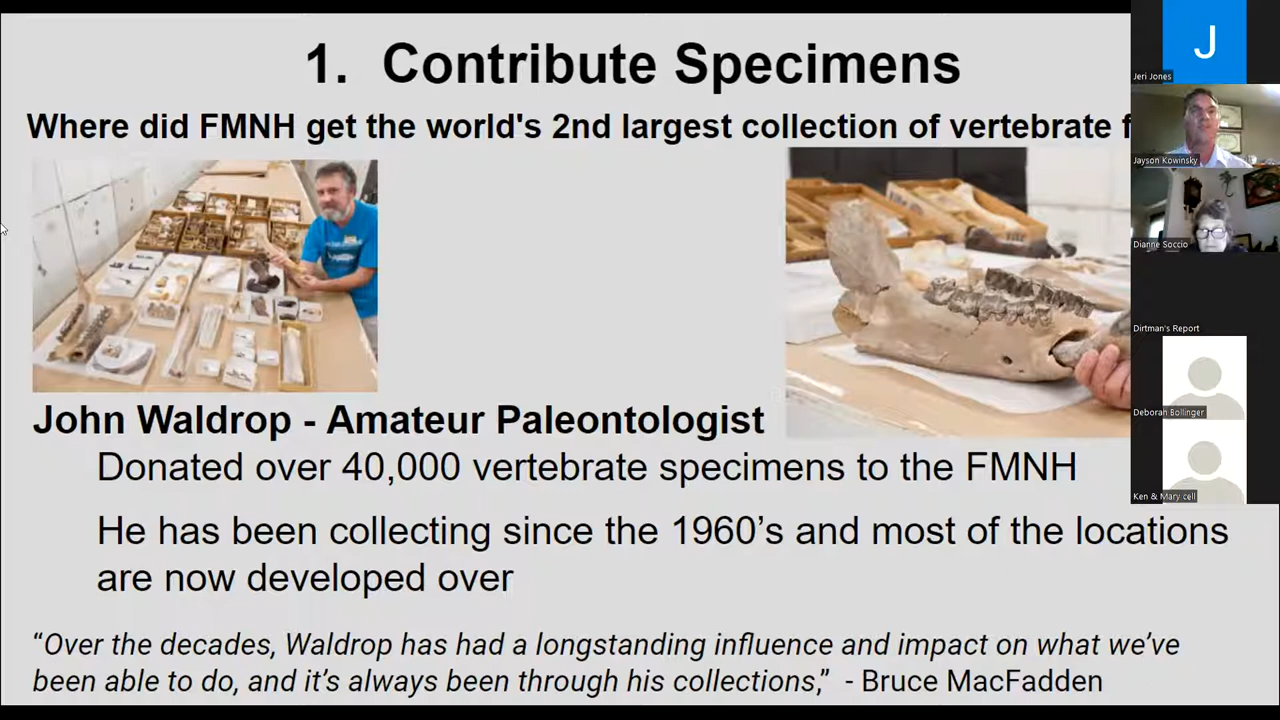 1. Contribute Specimens
Where did FMNH get the world's 2nd largest collection of vertebrate f
John Waldrop - Amateur Paleontologist
Donated over 40,000 vertebrate specimens to the FMNH
He has been collecting since the 1960’s and most of the locations
are now developed over
“Over the decades, Waldrop has had a longstanding influence and impact on what we’ve
been able to do, and it’s always been through his collections,” - Bruce MacFadden
J
Jeri Jones
Jayson Kowinsky
Dianne Soccio
Dirtman's Report
Deborah Bollinger
Ken & Mary cell